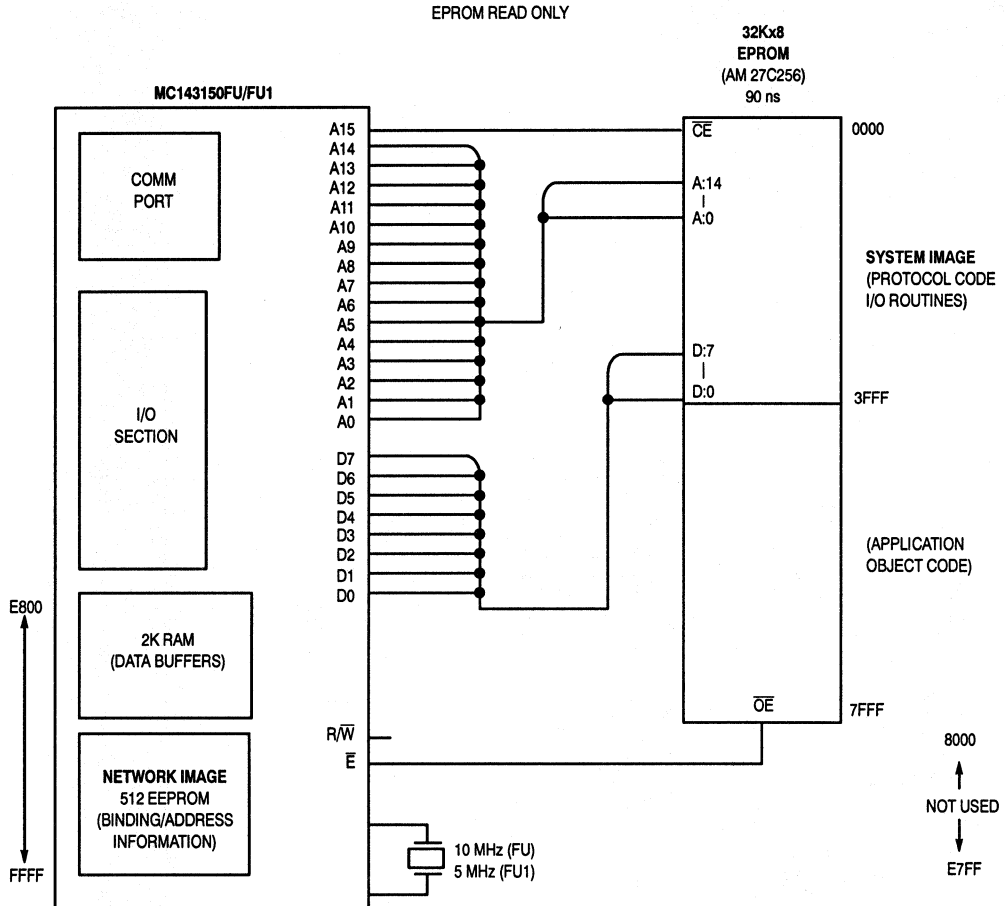 EPROM READ ONLY
32Kx8
EPROM
(AM 27C256)
90 ns
MC143150FU/FU1
COMM
PORT
I/O
SECTION
2K RAM
(DATA BUFFERS)
NETWORK IMAGE
512 EEPROM
(BINDING/ADDRESS
INFORMATION)
E800
FFFF
A15
A14
A13
A12
A11
A10
A9
A8
A7
A6
A5
A4
A3
A2
A1
A0
D7
D6
D5
D4
D3
D2
D1
D0
R/W̅
E̅
10 MHz (FU)
5 MHz (FU1)
C̅E̅
A:14
A:0
D:7
D:0
O̅E̅
0000
SYSTEM IMAGE
(PROTOCOL CODE
I/O ROUTINES)
3FFF
(APPLICATION
OBJECT CODE)
7FFF
8000
NOT USED
E7FF